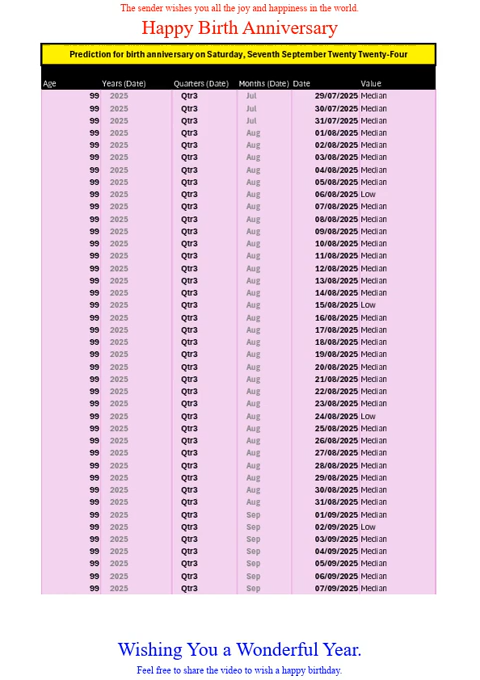 The sender wishes you all the joy and happiness in the world.
Happy Birth Anniversary
Prediction for birth anniversary on Saturday, Seventh September Twenty Twenty-Four
Age Years (Date) Quarters (Date) Months (Date) Date Value
99 2025 Qtr3 Jul 29/07/2025 Median
99 2025 Qtr3 Jul 30/07/2025 Median
99 2025 Qtr3 Jul 31/07/2025 Median
99 2025 Qtr3 Aug 01/08/2025 Median
99 2025 Qtr3 Aug 02/08/2025 Median
99 2025 Qtr3 Aug 03/08/2025 Median
99 2025 Qtr3 Aug 04/08/2025 Median
99 2025 Qtr3 Aug 05/08/2025 Median
99 2025 Qtr3 Aug 06/08/2025 Low
99 2025 Qtr3 Aug 07/08/2025 Median
99 2025 Qtr3 Aug 08/08/2025 Median
99 2025 Qtr3 Aug 09/08/2025 Median
99 2025 Qtr3 Aug 10/08/2025 Median
99 2025 Qtr3 Aug 11/08/2025 Median
99 2025 Qtr3 Aug 12/08/2025 Median
99 2025 Qtr3 Aug 13/08/2025 Median
99 2025 Qtr3 Aug 14/08/2025 Median
99 2025 Qtr3 Aug 15/08/2025 Low
99 2025 Qtr3 Aug 16/08/2025 Median
99 2025 Qtr3 Aug 17/08/2025 Median
99 2025 Qtr3 Aug 18/08/2025 Median
99 2025 Qtr3 Aug 19/08/2025 Median
99 2025 Qtr3 Aug 20/08/2025 Median
99 2025 Qtr3 Aug 21/08/2025 Median
99 2025 Qtr3 Aug 22/08/2025 Median
99 2025 Qtr3 Aug 23/08/2025 Median
99 2025 Qtr3 Aug 24/08/2025 Low
99 2025 Qtr3 Aug 25/08/2025 Median
99 2025 Qtr3 Aug 26/08/2025 Median
99 2025 Qtr3 Aug 27/08/2025 Median
99 2025 Qtr3 Aug 28/08/2025 Median
99 2025 Qtr3 Aug 29/08/2025 Median
99 2025 Qtr3 Aug 30/08/2025 Median
99 2025 Qtr3 Aug 31/08/2025 Median
99 2025 Qtr3 Sep 01/09/2025 Median
99 2025 Qtr3 Sep 02/09/2025 Low
99 2025 Qtr3 Sep 03/09/2025 Median
99 2025 Qtr3 Sep 04/09/2025 Median
99 2025 Qtr3 Sep 05/09/2025 Median
99 2025 Qtr3 Sep 06/09/2025 Median
99 2025 Qtr3 Sep 07/09/2025 Median
Wishing You a Wonderful Year.
Feel free to share the video to wish a happy birthday.